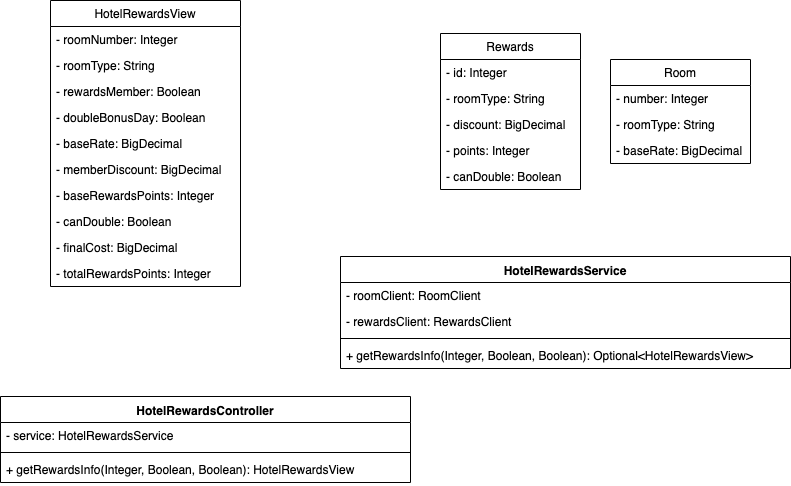 HotelRewardsView
- roomNumber: Integer
- roomType: String
- rewardsMember: Boolean
- doubleBonusDay: Boolean
- baseRate: BigDecimal
- memberDiscount: BigDecimal
- baseRewardsPoints: Integer
- canDouble: Boolean
- finalCost: BigDecimal
- totalRewardsPoints: Integer
Rewards
- id: Integer
- roomType: String
- discount: BigDecimal
- points: Integer
- canDouble: Boolean
Room
- number: Integer
- roomType: String
- baseRate: BigDecimal
HotelRewardsService
- roomClient: RoomClient
- rewardsClient: RewardsClient
+ getRewardsInfo(Integer, Boolean, Boolean): Optional<HotelRewardsView>
HotelRewardsController
- service: HotelRewardsService
+ getRewardsInfo(Integer, Boolean, Boolean): HotelRewardsView